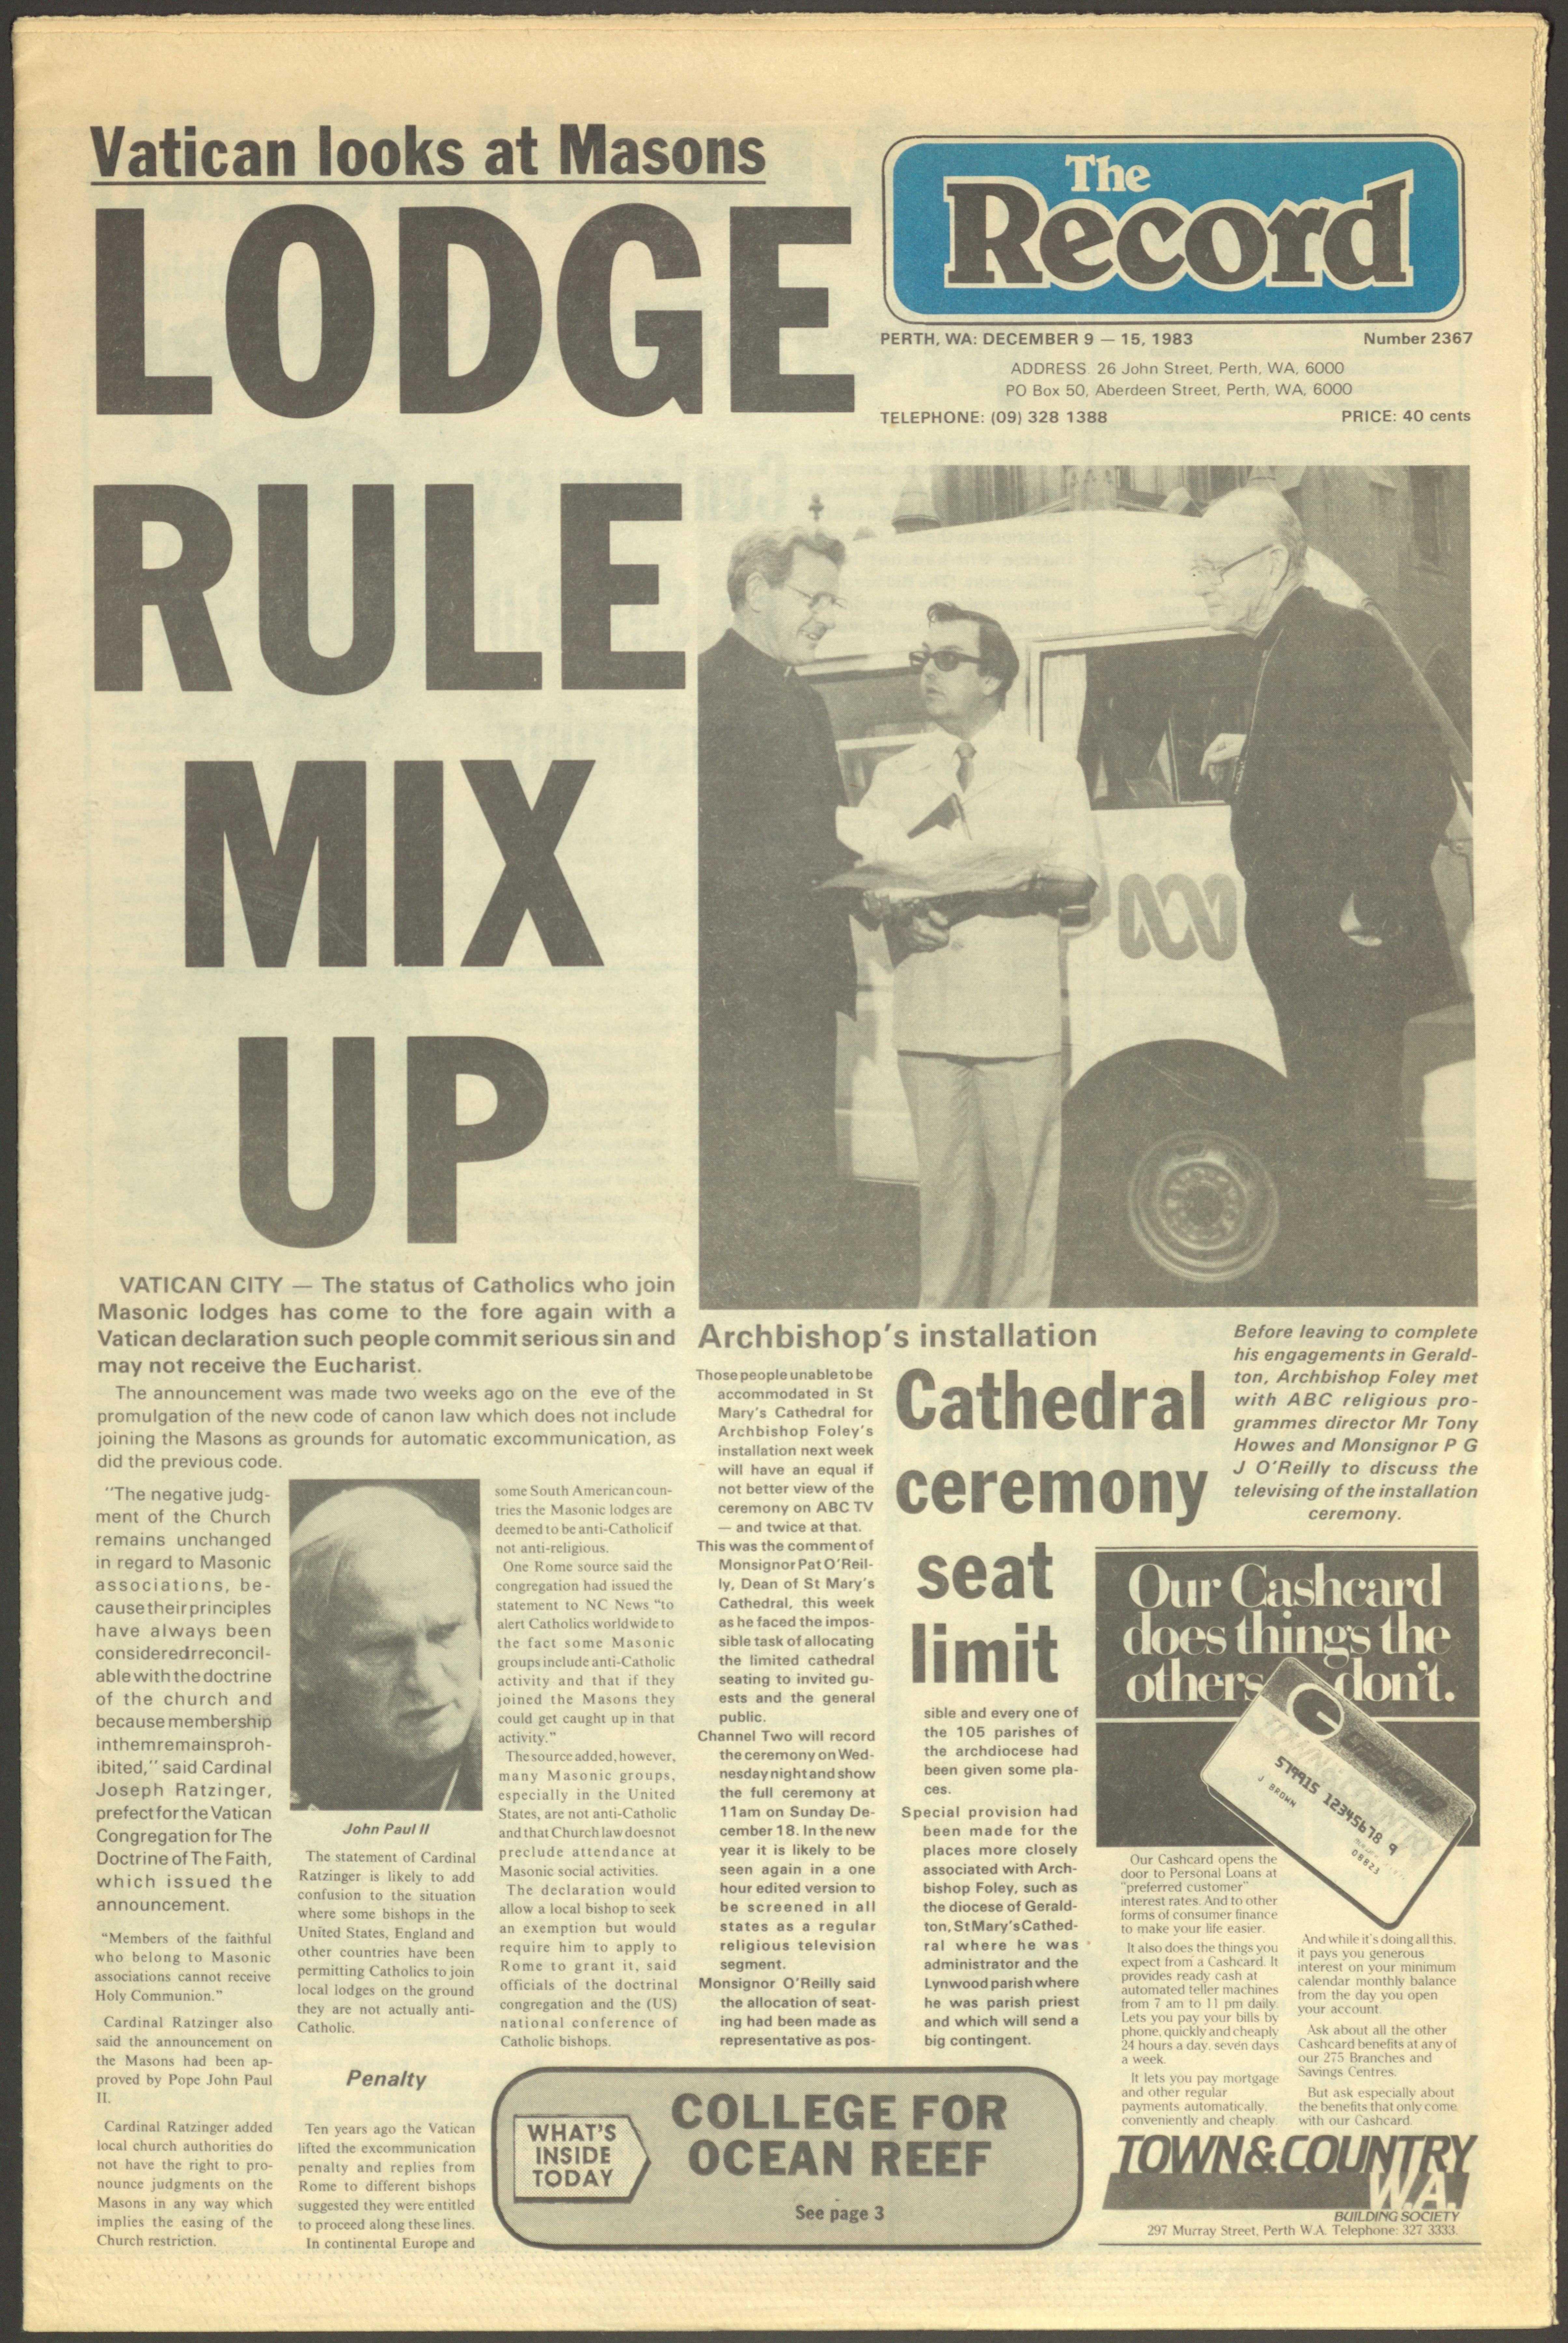 Vatican looks at Masons
LODGE
RULE
MIX
UP
The
Record
PERTH, WA: DECEMBER 9 — 15, 1983 Number 2367
ADDRESS 26 John Street, Perth, WA, 6000
PO Box 50, Aberdeen Street, Perth, WA, 6000
TELEPHONE: (09) 328 1388 PRICE: 40 cents
VATICAN CITY — The status of Catholics who join
Masonic lodges has come to the fore again with a
Vatican declaration such people commit serious sin and
may not receive the Eucharist.
The announcement was made two weeks ago on the eve of the
promulgation of the new code of canon law which does not include
joining the Masons as grounds for automatic excommunication, as
did the previous code.
"The negative judg-
ment of the Church
remains unchanged
in regard to Masonic
associations, be-
cause their principles
have always been
considered irreconcil-
able with the doctrine
of the church and
because membership
in them remains proh-
ibited," said Cardinal
Joseph Ratzinger,
prefect for the Vatican
Congregation for The
Doctrine of The Faith,
which issued the
announcement.
"Members of the faithful
who belong to Masonic
associations cannot receive
Holy Communion."
Cardinal Ratzinger also
said the announcement on
the Masons had been ap-
proved by Pope John Paul
II.
Cardinal Ratzinger added
local church authorities do
not have the right to pro-
nounce judgments on the
Masons in any way which
implies the easing of the
Church restriction.
John Paul II
The statement of Cardinal
Ratzinger is likely to add
confusion to the situation
where some bishops in the
United States, England and
other countries have been
permitting Catholics to join
local lodges on the ground
they are not actually anti-
Catholic.
Penalty
Ten years ago the Vatican
lifted the excommunication
penalty and replies from
Rome to different bishops
suggested they were entitled
to proceed along these lines.
In continental Europe and
some South American coun-
tries the Masonic lodges are
deemed to be anti-Catholic if
not anti-religious.
One Rome source said the
congregation had issued the
statement to NC News "to
alert Catholics worldwide to
the fact some Masonic
groups include anti-Catholic
activity and that if they
joined the Masons they
could get caught up in that
activity."
The source added, however,
many Masonic groups,
especially in the United
States, are not anti-Catholic
and that Church law does not
preclude attendance at
Masonic social activities.
The declaration would
allow a local bishop to seek
an exemption but would
require him to apply to
Rome to grant it, said
officials of the doctrinal
congregation and the (US)
national conference of
Catholic bishops.
Archbishop's installation
Cathedral
ceremony
seat
limit
Those people unable to be
accommodated in St
Mary's Cathedral for
Archbishop Foley's
installation next week
will have an equal if
not better view of the
ceremony on ABC TV
— and twice at that.
This was the comment of
Monsignor Pat O'Reil-
ly, Dean of St Mary's
Cathedral, this week
as he faced the impos-
sible task of allocating
the limited cathedral
seating to invited gu-
ests and the general
public.
Channel Two will record
the ceremony on Wed-
nesday night and show
the full ceremony at
11am on Sunday De-
cember 18. In the new
year it is likely to be
seen again in a one
hour edited version to
be screened in all
states as a regular
religious television
segment.
Monsignor O'Reilly said
the allocation of seat-
ing had been made as
representative as pos-
sible and every one of
the 105 parishes of
the archdiocese had
been given some pla-
ces.
Special provision had
been made for the
places more closely
associated with Arch-
bishop Foley, such as
the diocese of Gerald-
ton, St Mary's Cathed-
ral where he was
administrator and the
Lynwood parish where
he was parish priest
and which will send a
big contingent.
Before leaving to complete
his engagements in Gerald-
ton, Archbishop Foley met
with ABC religious pro-
grammes director Mr Tony
Howes and Monsignor P G
J O'Reilly to discuss the
televising of the installation
ceremony.
Our Cashcard
does things the
others don't.
CASHCARD
TOWN & COUNTRY
579915 12345678 9
J BROWN
08823
Our Cashcard opens the
door to Personal Loans at
"preferred customer"
interest rates. And to other
forms of consumer finance
to make your life easier.
It also does the things you
expect from a Cashcard. It
provides ready cash at
automated teller machines
from 7 am to 11 pm daily.
Lets you pay your bills by
phone, quickly and cheaply
24 hours a day, seven days
a week.
It lets you pay mortgage
and other regular
payments automatically,
conveniently and cheaply.
And while it's doing all this,
it pays you generous
interest on your minimum
calendar monthly balance
from the day you open
your account.
Ask about all the other
Cashcard benefits at any of
our 275 Branches and
Savings Centres.
But ask especially about
the benefits that only come
with our Cashcard.
TOWN & COUNTRY
W.A.
BUILDING SOCIETY
297 Murray Street, Perth W.A. Telephone: 327 3333.
WHAT'S
INSIDE
TODAY
COLLEGE FOR
OCEAN REEF
See page 3